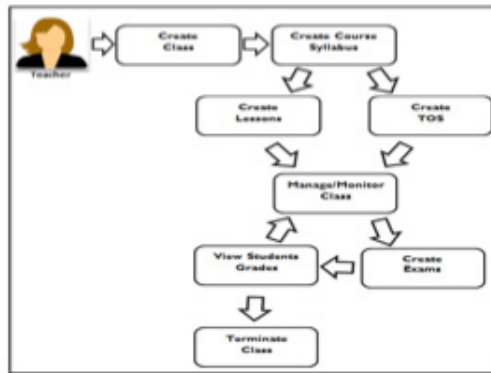 Create
Class
Create Course
Syllabus
Teacher
Create
Lessons
Create
TOS
Manage/Monitor
Class
View Students
Grades
Create
Exams
Terminate
Class